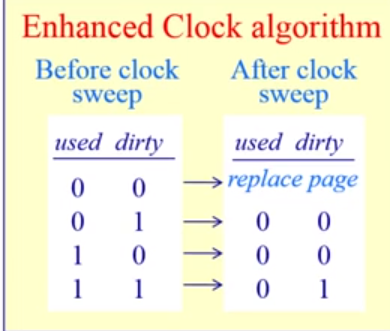 Enhanced Clock algorithm
Before clock sweep
After clock sweep
used dirty used dirty
0 0 → replace page
0 1 → 0 0
1 0 → 0 0
1 1 → 0 1